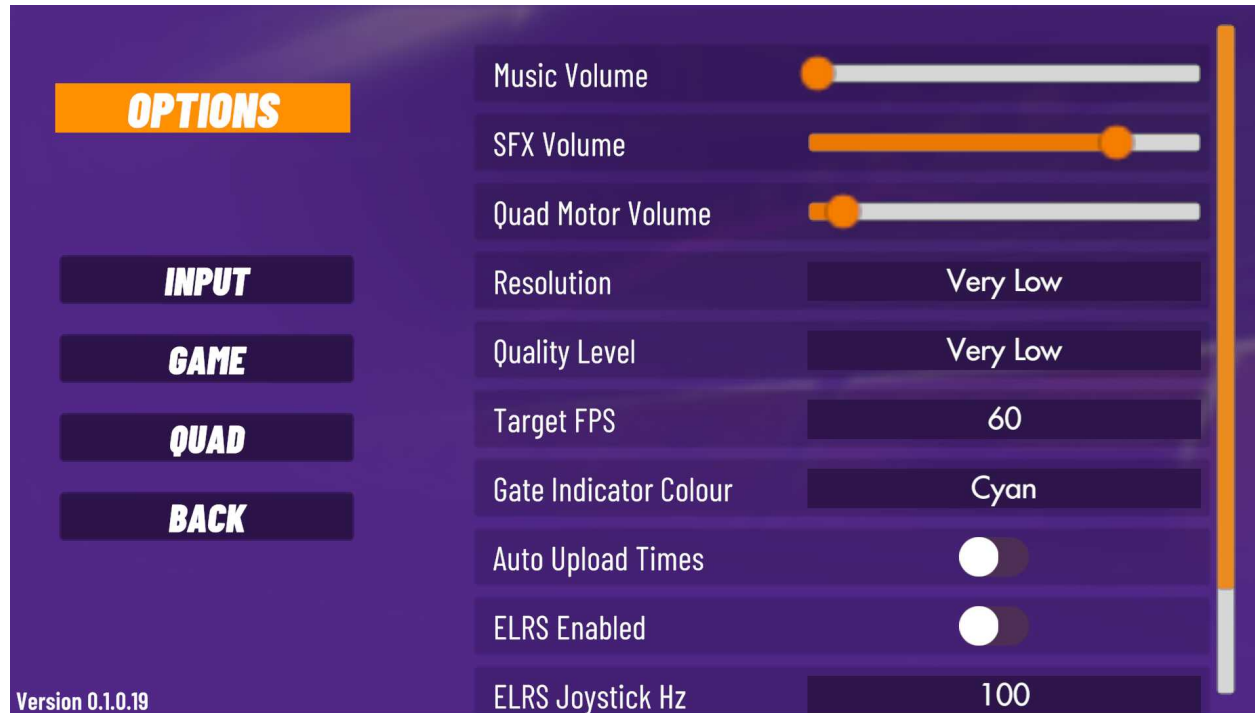 OPTIONS
INPUT
GAME
QUAD
BACK
Version 0.1.0.19
Music Volume
SFX Volume
Quad Motor Volume
Resolution Very Low
Quality Level Very Low
Target FPS 60
Gate Indicator Colour Cyan
Auto Upload Times
ELRS Enabled
ELRS Joystick Hz 100